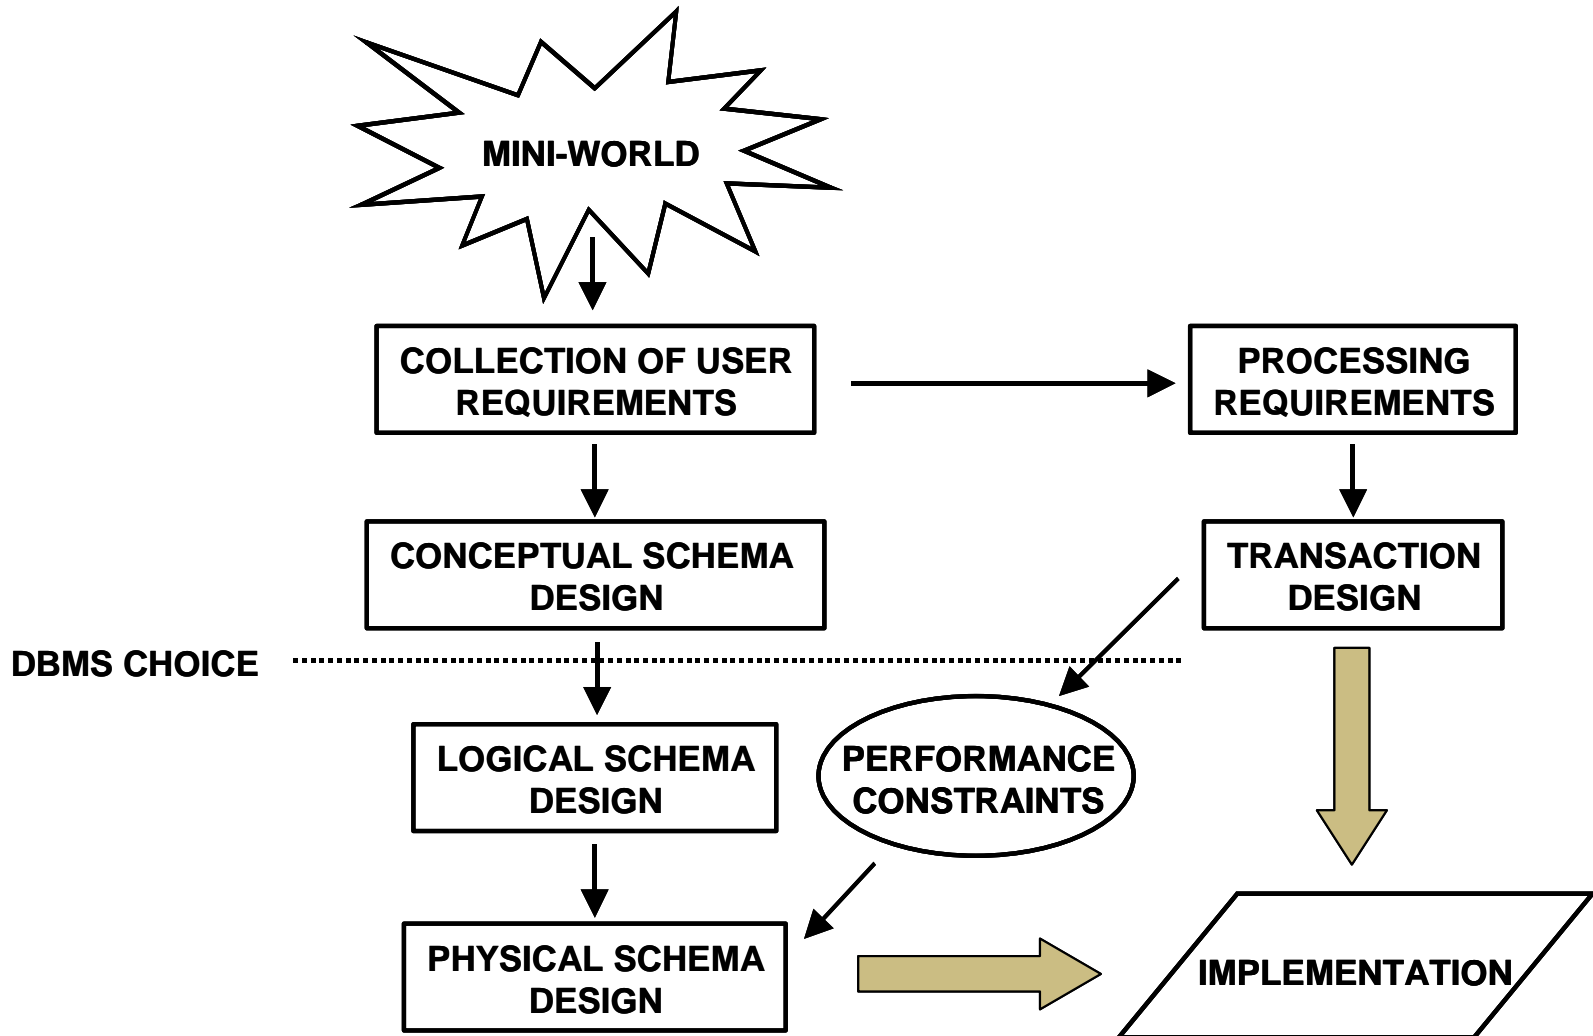 MINI-WORLD
COLLECTION OF USER
REQUIREMENTS
PROCESSING
REQUIREMENTS
CONCEPTUAL SCHEMA
DESIGN
TRANSACTION
DESIGN
DBMS CHOICE
LOGICAL SCHEMA
DESIGN
PERFORMANCE
CONSTRAINTS
PHYSICAL SCHEMA
DESIGN
IMPLEMENTATION